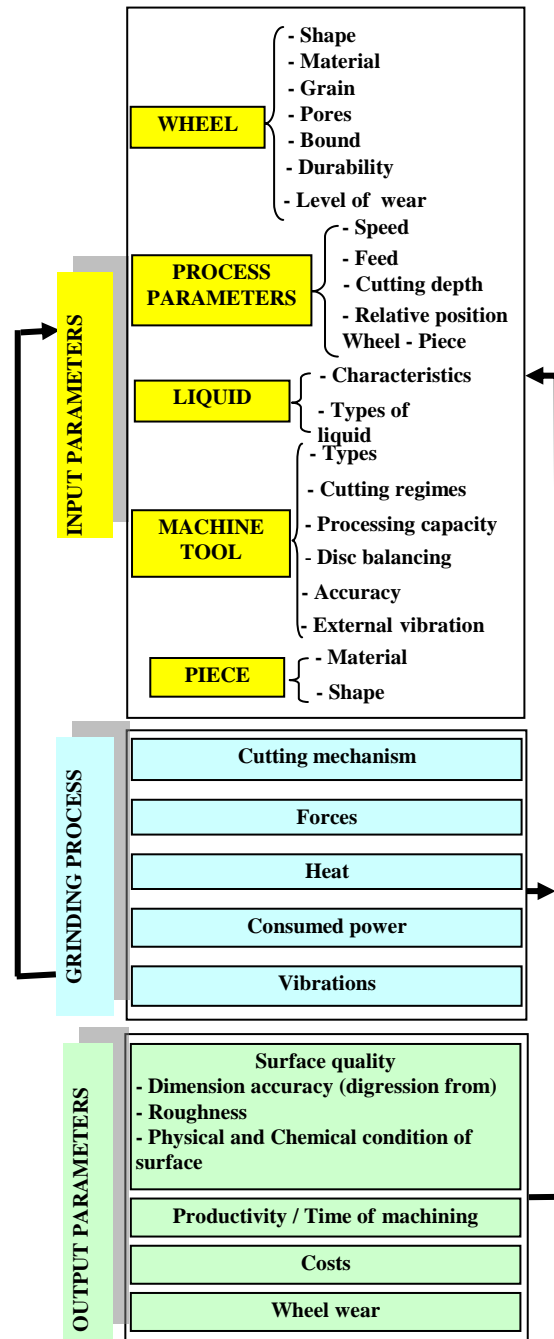 INPUT PARAMETERS
WHEEL
- Shape
- Material
- Grain
- Pores
- Bound
- Durability
- Level of wear
PROCESS
PARAMETERS
- Speed
- Feed
- Cutting depth
- Relative position
Wheel - Piece
LIQUID
- Characteristics
- Types of
liquid
MACHINE
TOOL
- Types
- Cutting regimes
- Processing capacity
- Disc balancing
- Accuracy
- External vibration
PIECE
- Material
- Shape
GRINDING PROCESS
Cutting mechanism
Forces
Heat
Consumed power
Vibrations
OUTPUT PARAMETERS
Surface quality
- Dimension accuracy (digression from)
- Roughness
- Physical and Chemical condition of
surface
Productivity / Time of machining
Costs
Wheel wear